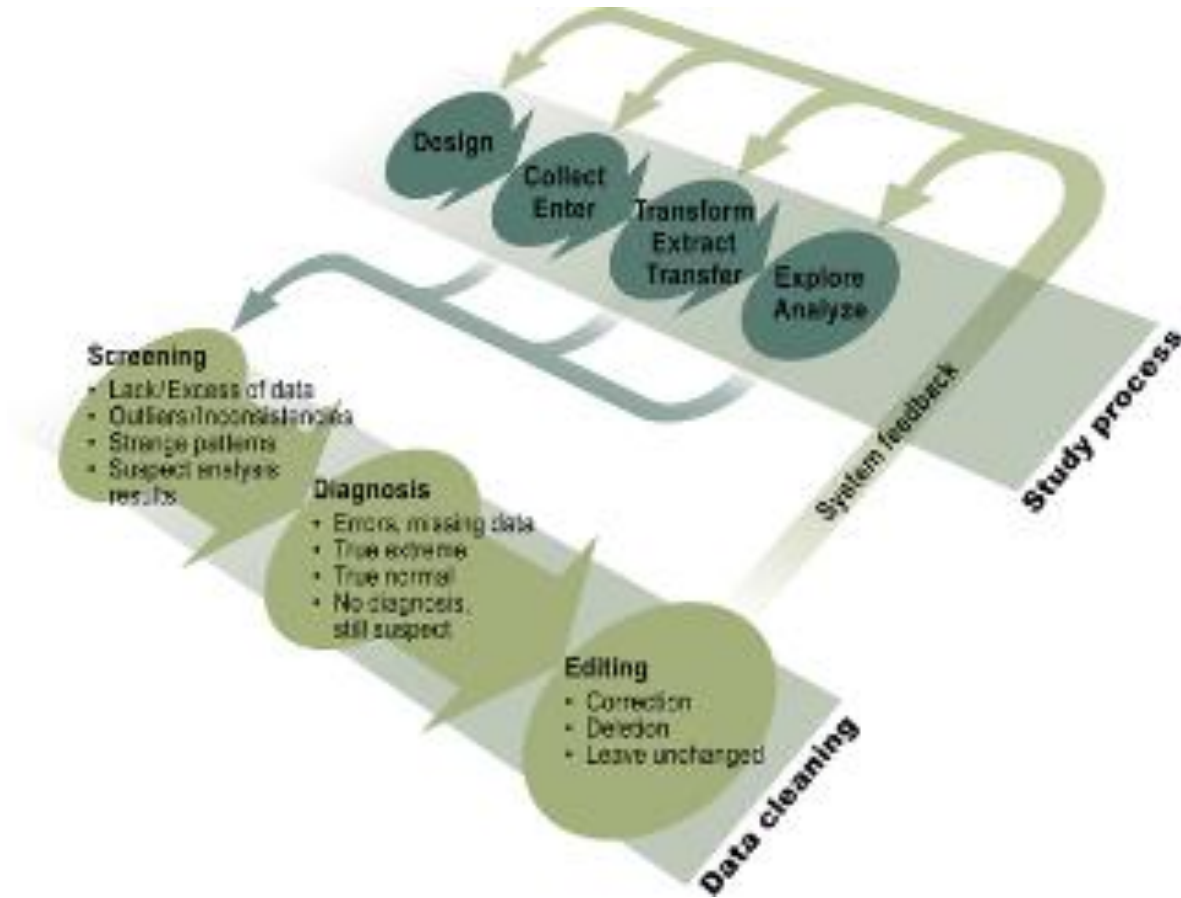 Design
Collect
Enter
Transform
Extract
Transfer
Explore
Analyze
Study process
System feedback
Screening
• Lack/Excess of data
• Outliers/Inconsistencies
• Strange patterns
• Suspect analysis
results
Diagnosis
• Errors, missing data
• True extreme
• True normal
• No diagnosis,
still suspect
Editing
• Correction
• Deletion
• Leave unchanged
Data cleaning